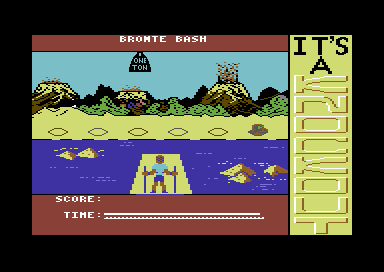 BRONTE BASH
IT'S
A
KNOCKOUT
ONE
TON
SCORE:
TIME: